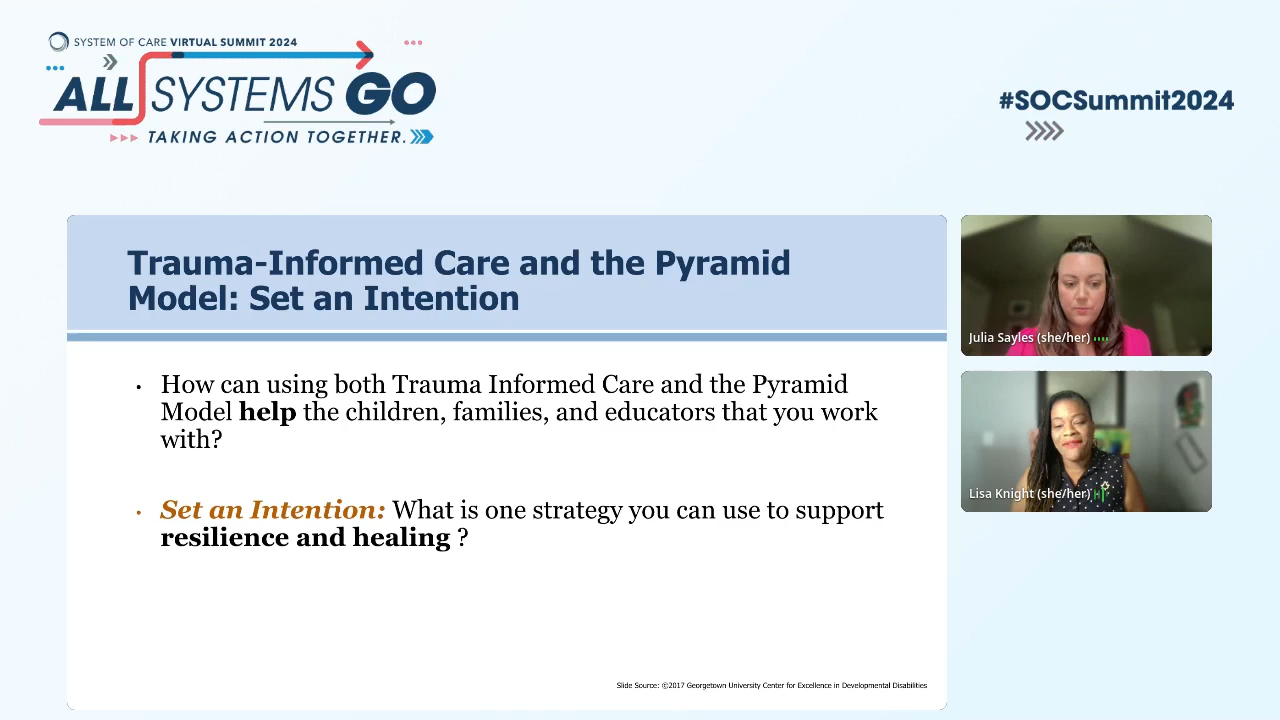 SYSTEM OF CARE VIRTUAL SUMMIT 2024
ALL SYSTEMS GO
TAKING ACTION TOGETHER.
#SOCSummit2024
Trauma-Informed Care and the Pyramid
Model: Set an Intention
• How can using both Trauma Informed Care and the Pyramid
Model help the children, families, and educators that you work
with?
• Set an Intention: What is one strategy you can use to support
resilience and healing ?
Slide Source: ©2017 Georgetown University Center for Excellence in Developmental Disabilities
Julia Sayles (she/her)
Lisa Knight (she/her)